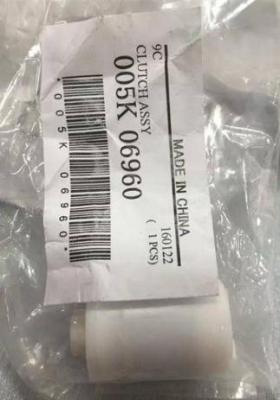 9C
CLUTCH ASSY
005K 06960
MADE IN CHINA
160122
( 1 PCS)
.005K 06960.